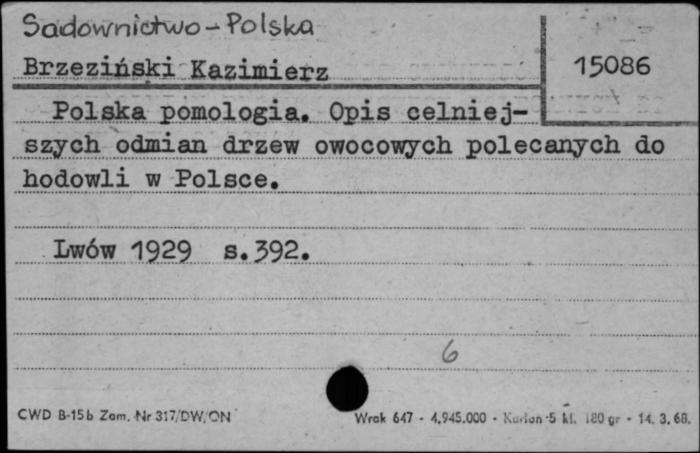 Sadownictwo - Polska
Brzeziński Kazimierz
15086
Polska pomologia. Opis celniej-
szych odmian drzew owocowych polecanych do
hodowli w Polsce.
Lwów 1929 s.392.
6
CWD B-15b Zam. Nr 317/DW/ON
Wrak 647 - 4.945.000 - Karton 5 kl. 180 gr - 14. 3. 68.